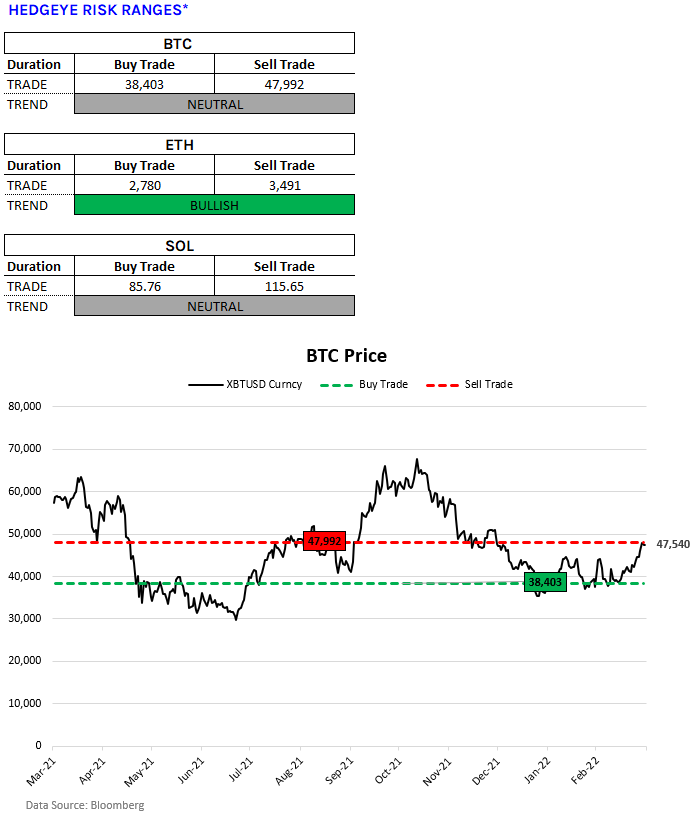 HEDGEYE RISK RANGES*
BTC
Duration Buy Trade Sell Trade
TRADE 38,403 47,992
TREND NEUTRAL
ETH
Duration Buy Trade Sell Trade
TRADE 2,780 3,491
TREND BULLISH
SOL
Duration Buy Trade Sell Trade
TRADE 85.76 115.65
TREND NEUTRAL
BTC Price
XBTUSD Curncy Buy Trade Sell Trade
80,000
70,000
60,000
50,000
47,992
47,540
40,000
38,403
30,000
20,000
10,000
0
Mar-21 Apr-21 May-21 Jun-21 Jul-21 Aug-21 Sep-21 Oct-21 Nov-21 Dec-21 Jan-22 Feb-22
Data Source: Bloomberg